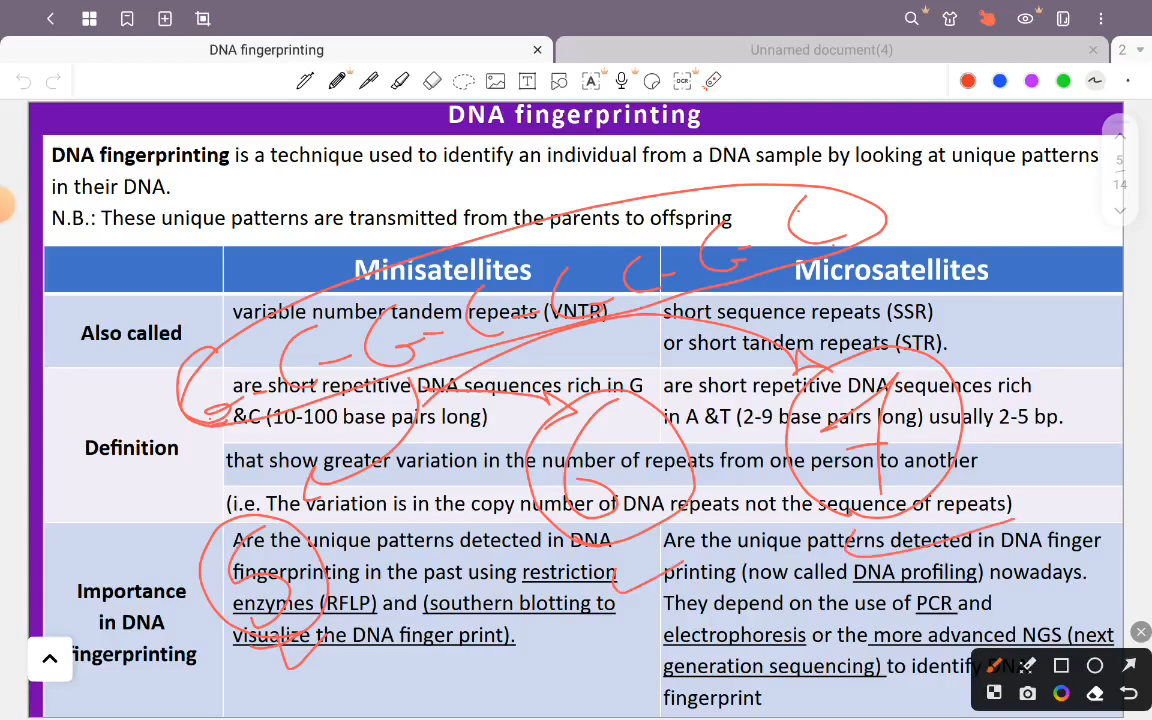 DNA fingerprinting
Unnamed document(4)
2
DNA fingerprinting
DNA fingerprinting is a technique used to identify an individual from a DNA sample by looking at unique patterns
in their DNA.
N.B.: These unique patterns are transmitted from the parents to offspring
5
14
Minisatellites
Microsatellites
Also called
variable number tandem repeats (VNTR)
short sequence repeats (SSR)
or short tandem repeats (STR).
Definition
are short repetitive DNA sequences rich in G
&C (10-100 base pairs long)
are short repetitive DNA sequences rich
in A &T (2-9 base pairs long) usually 2-5 bp.
that show greater variation in the number of repeats from one person to another
(i.e. The variation is in the copy number of DNA repeats not the sequence of repeats)
Importance
in DNA
fingerprinting
Are the unique patterns detected in DNA
fingerprinting in the past using restriction
enzymes (RFLP) and (southern blotting to
visualize the DNA finger print).
Are the unique patterns detected in DNA finger
printing (now called DNA profiling) nowadays.
They depend on the use of PCR and
electrophoresis or the more advanced NGS (next
generation sequencing) to identify DNA
fingerprint